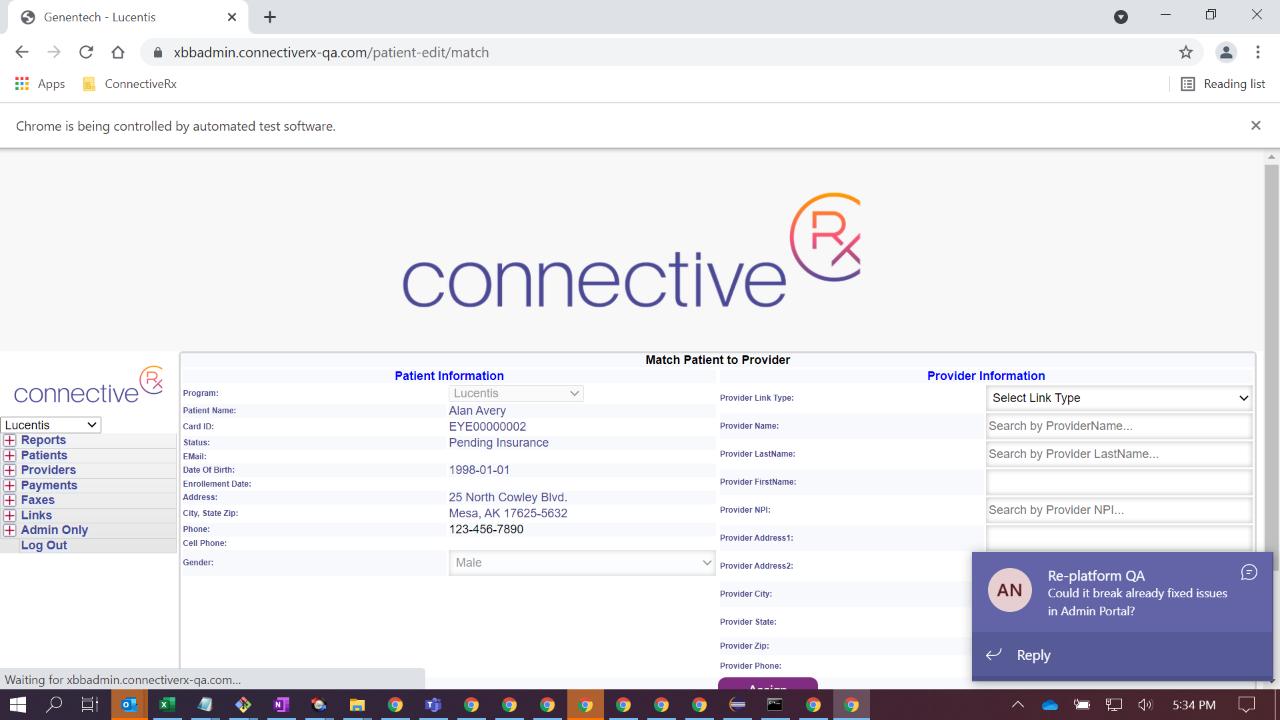 Genentech - Lucentis
xbbadmin.connectiverx-qa.com/patient-edit/match
Apps
ConnectiveRx
Reading list
Chrome is being controlled by automated test software.
connective Rx
connective Rx
Lucentis
Reports
Patients
Providers
Payments
Faxes
Links
Admin Only
Log Out
Match Patient to Provider
Patient Information
Program: Lucentis
Patient Name: Alan Avery
Card ID: EYE00000002
Status: Pending Insurance
EMail:
Date Of Birth: 1998-01-01
Enrollment Date:
Address: 25 North Cowley Blvd.
City, State Zip: Mesa, AK 17625-5632
Phone: 123-456-7890
Cell Phone:
Gender: Male
Provider Information
Provider Link Type: Select Link Type
Provider Name: Search by ProviderName...
Provider LastName: Search by Provider LastName...
Provider FirstName:
Provider NPI: Search by Provider NPI...
Provider Address1:
Provider Address2:
Provider City:
Provider State:
Provider Zip:
Provider Phone:
Assign
AN
Re-platform QA
Could it break already fixed issues
in Admin Portal?
Reply
Waiting for xbbadmin.connectiverx-qa.com...
5:34 PM